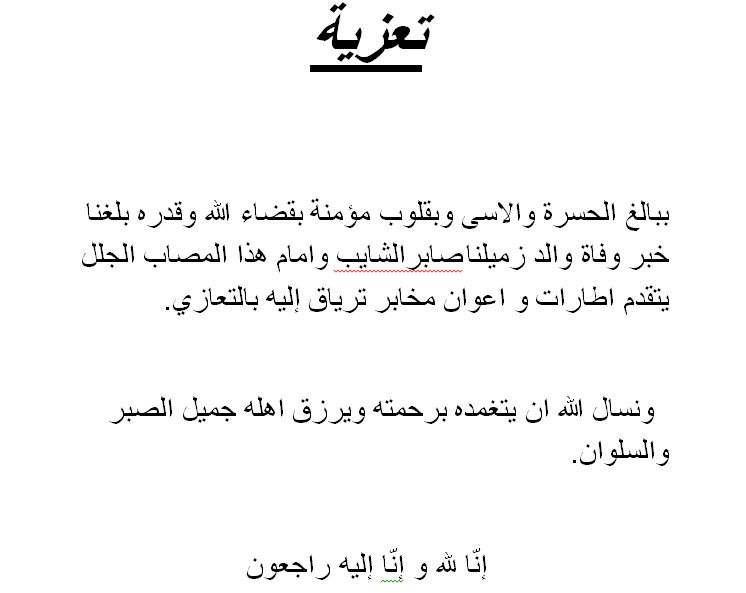 تعزية
ببالغ الحسرة والاسى وبقلوب مؤمنة بقضاء الله وقدره بلغنا
خبر وفاة والد زميلناصابرالشايب وامام هذا المصاب الجلل
يتقدم اطارات و اعوان مخابر ترياق إليه بالتعازي.
ونسال الله ان يتغمده برحمته ويرزق اهله جميل الصبر
والسلوان.
إنّا لله و إنّا إليه راجعون